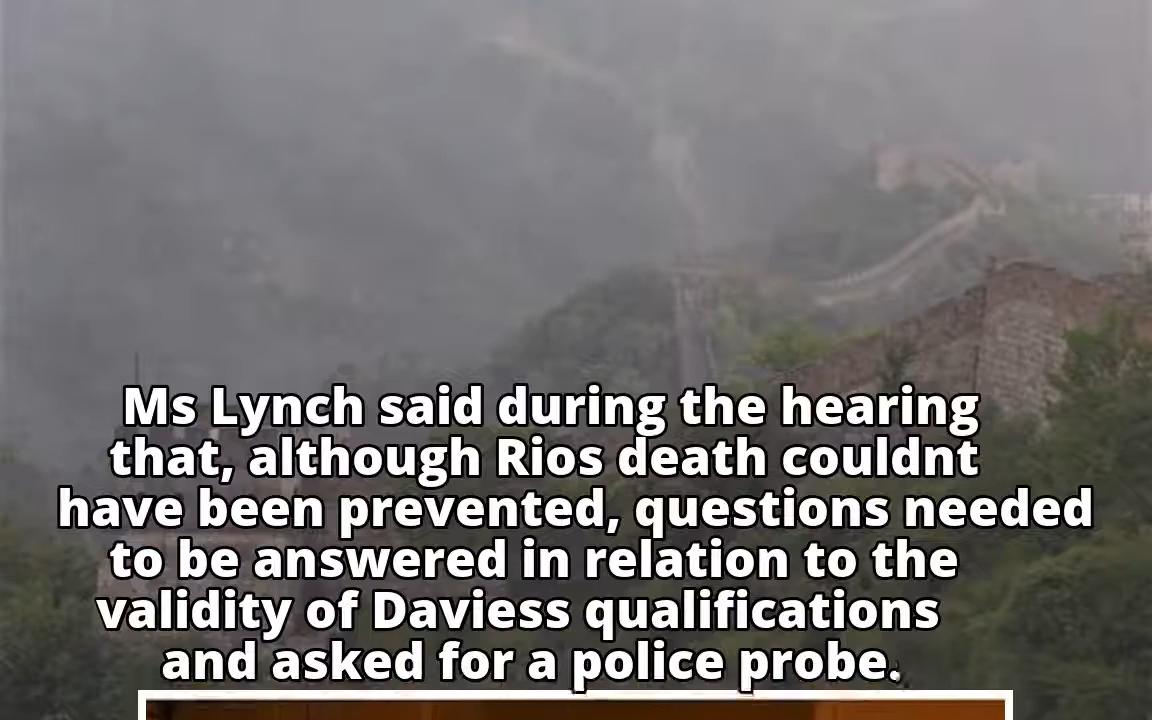 Ms Lynch said during the hearing
that, although Rios death couldnt
have been prevented, questions needed
to be answered in relation to the
validity of Daviess qualifications
and asked for a police probe.